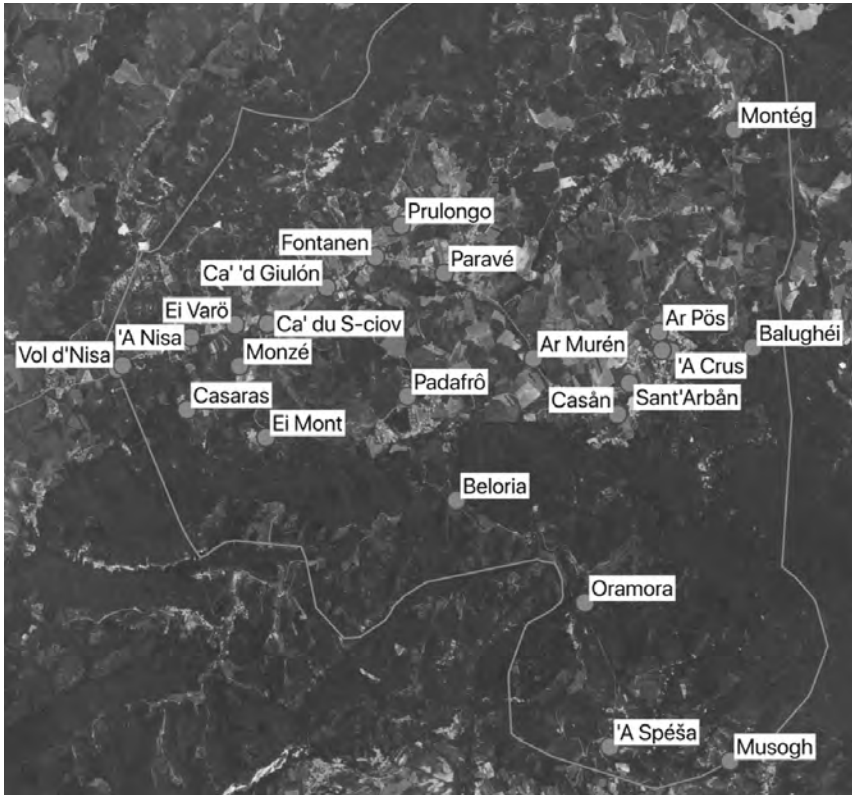 Montég
Prulongo
Fontanen
Paravé
Ca' 'd Giulón
Ei Varö
Ca' du S-ciov
Ar Pös
'A Nisa
Balughéi
Vol d'Nisa
Monzé
Ar Murén
'A Crus
Padafrô
Casaras
Casån
Sant'Arbån
Ei Mont
Beloria
Oramora
'A Spéša
Musogh